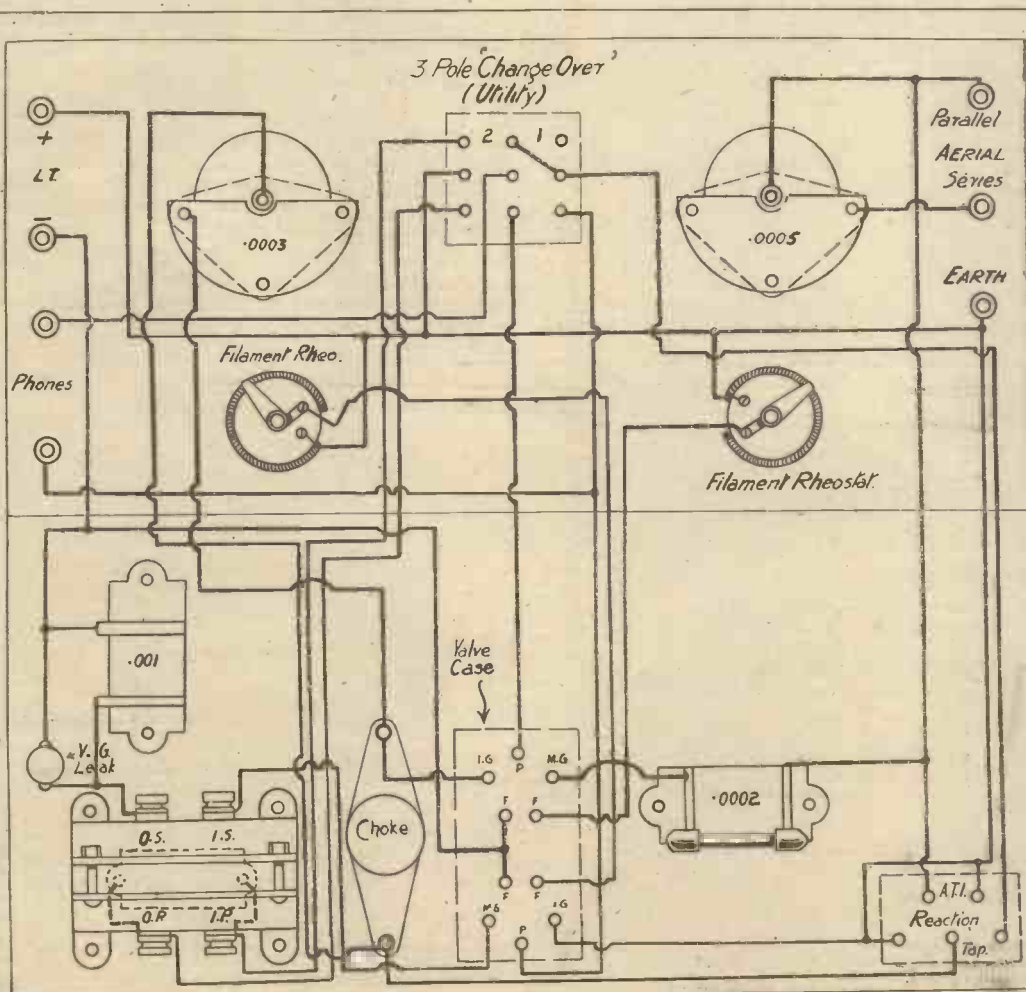 3 Pole 'Change Over'
(Utility)
+
L.T.
−
2 1
Parallel
AERIAL
Series
.0003
.0005
EARTH
Filament Rheo.
Phones
Filament Rheostat.
Valve
Case
.001
V.G.
Leak
I.G P M.G
O.S. I.S.
Choke
F F
.0002
F F
O.P. I.P.
M.G P I.G
A.T.I.
Reaction
Tap.